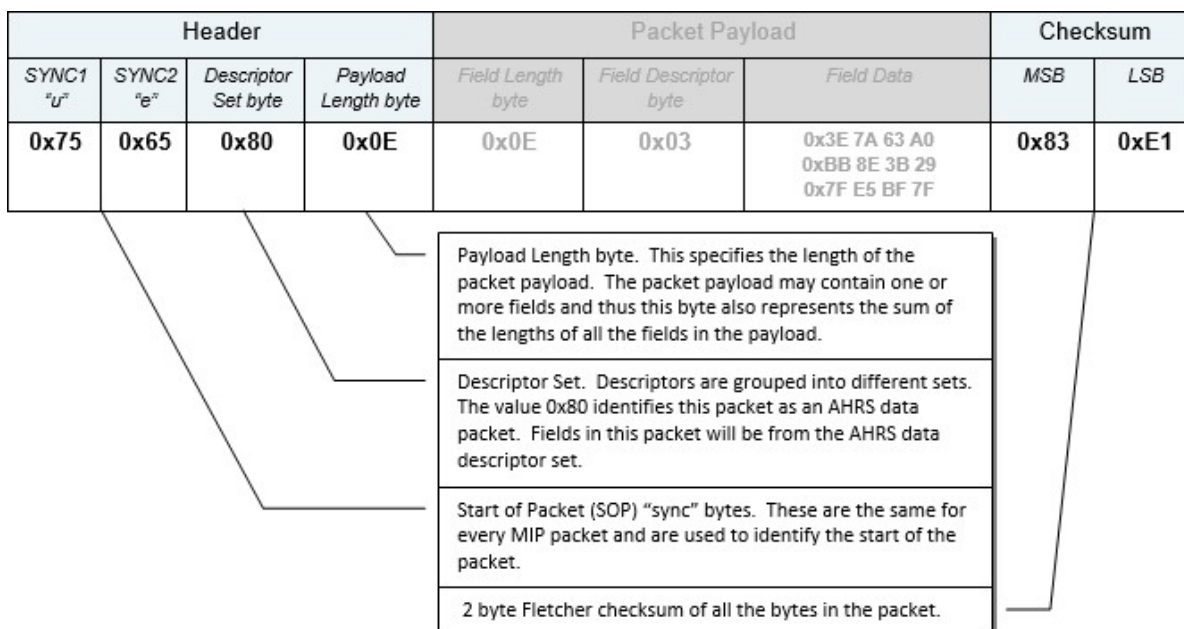 Header Packet Payload Checksum
SYNC1 "u" SYNC2 "e" Descriptor Set byte Payload Length byte Field Length byte Field Descriptor byte Field Data MSB LSB
0x75 0x65 0x80 0x0E 0x0E 0x03 0x3E 7A 63 A0 0x83 0xE1
0xBB 8E 3B 29
0x7F E5 BF 7F
Payload Length byte. This specifies the length of the
packet payload. The packet payload may contain one or
more fields and thus this byte also represents the sum of
the lengths of all the fields in the payload.
Descriptor Set. Descriptors are grouped into different sets.
The value 0x80 identifies this packet as an AHRS data
packet. Fields in this packet will be from the AHRS data
descriptor set.
Start of Packet (SOP) “sync” bytes. These are the same for
every MIP packet and are used to identify the start of the
packet.
2 byte Fletcher checksum of all the bytes in the packet.